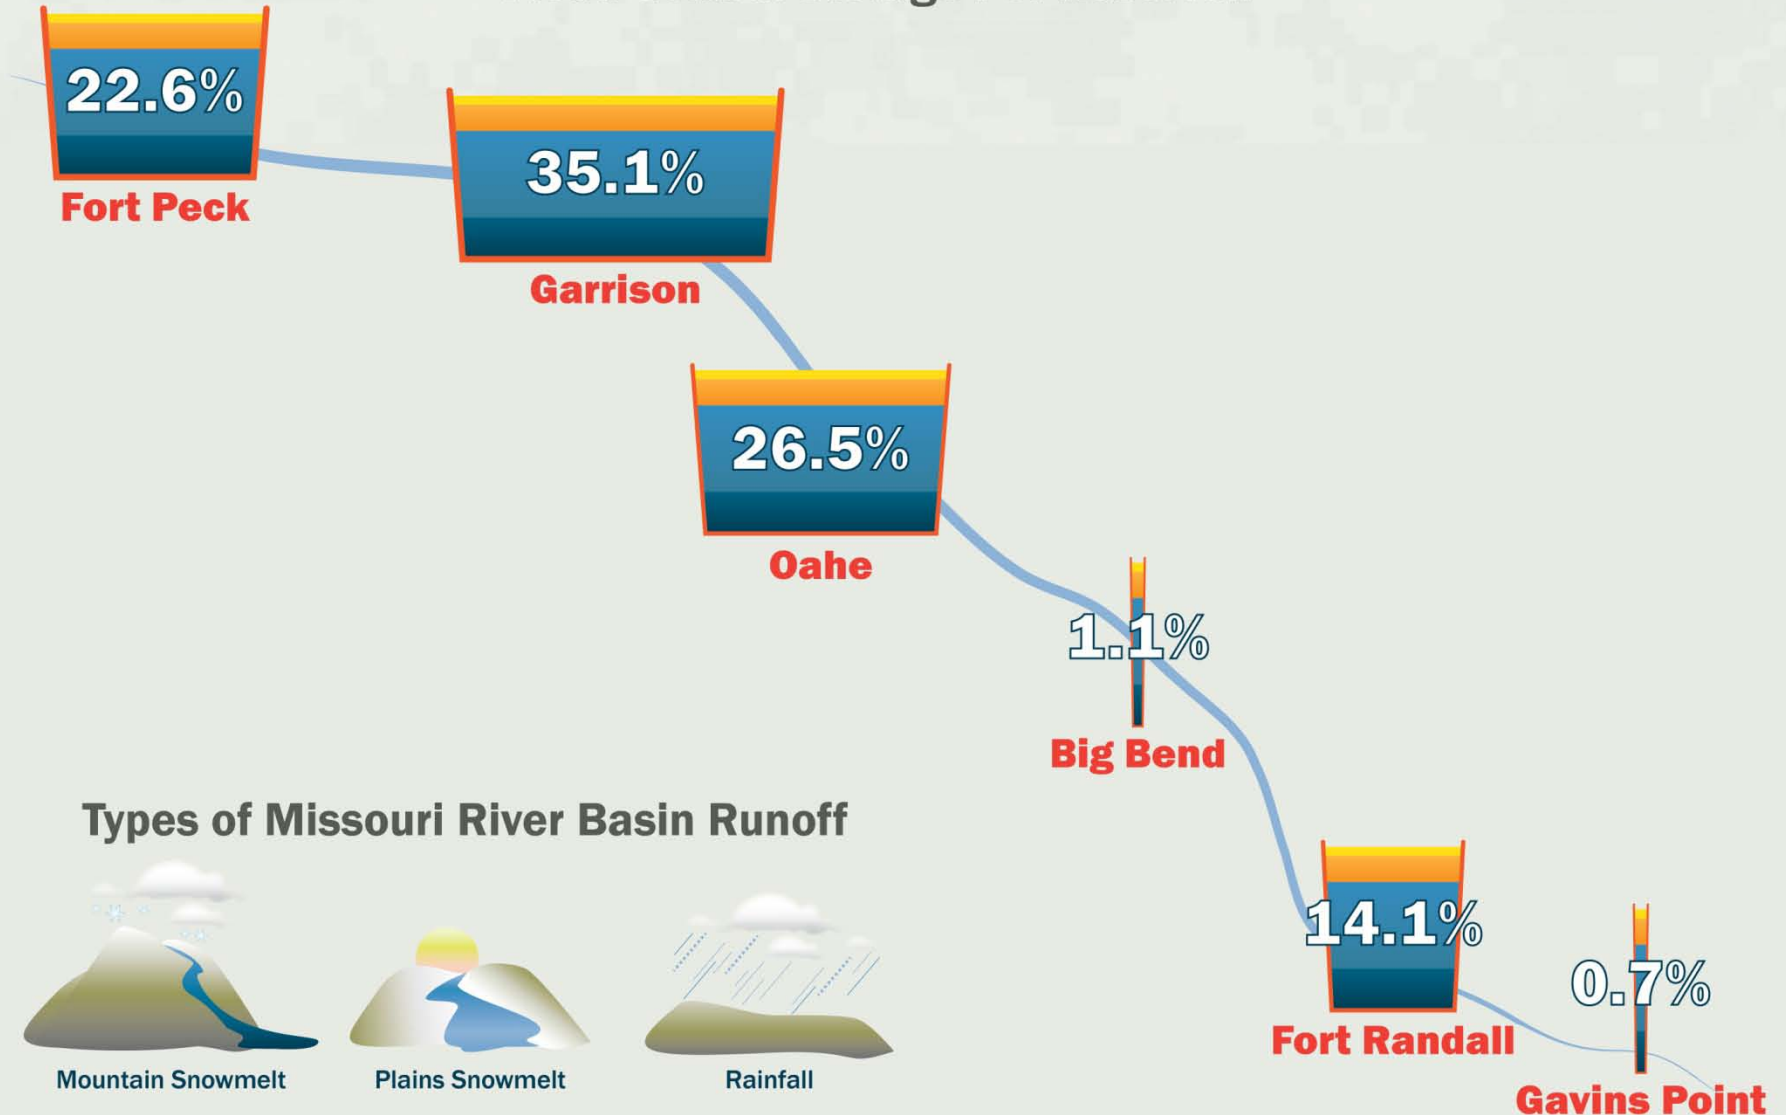 22.6%
Fort Peck
35.1%
Garrison
26.5%
Oahe
1.1%
Big Bend
Types of Missouri River Basin Runoff
14.1%
Fort Randall
0.7%
Gavins Point
Mountain Snowmelt
Plains Snowmelt
Rainfall